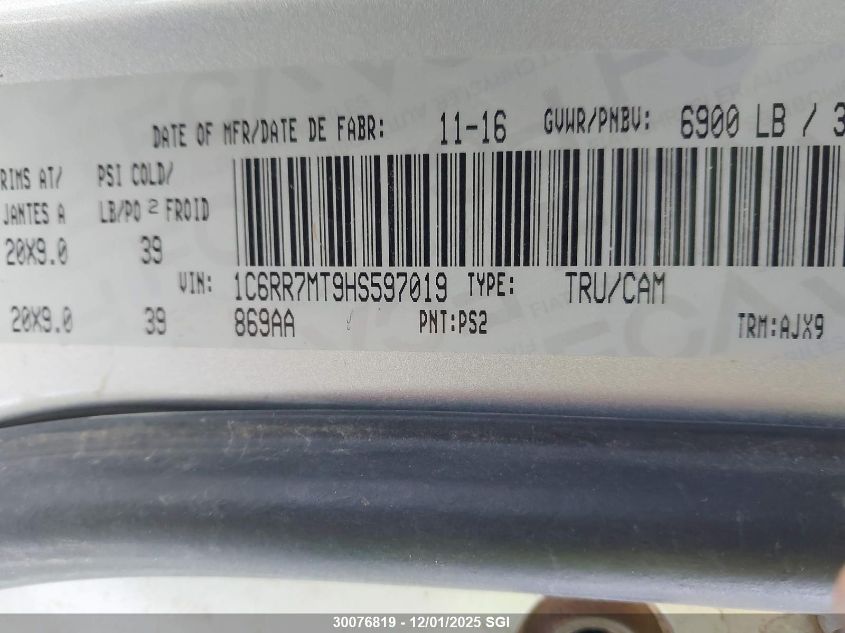 DATE OF MFR/DATE DE FABR: 11-16 GVWR/PNBV: 6900 LB / 3
RIMS AT/ PSI COLD/
JANTES A LB/PO 2 FROID
20X9.0 39
VIN: 1C6RR7MT9HS597019 TYPE: TRU/CAM
20X9.0 39 869AA PNT:PS2 TRM:AJX9
30076819 - 12/01/2025 SGI